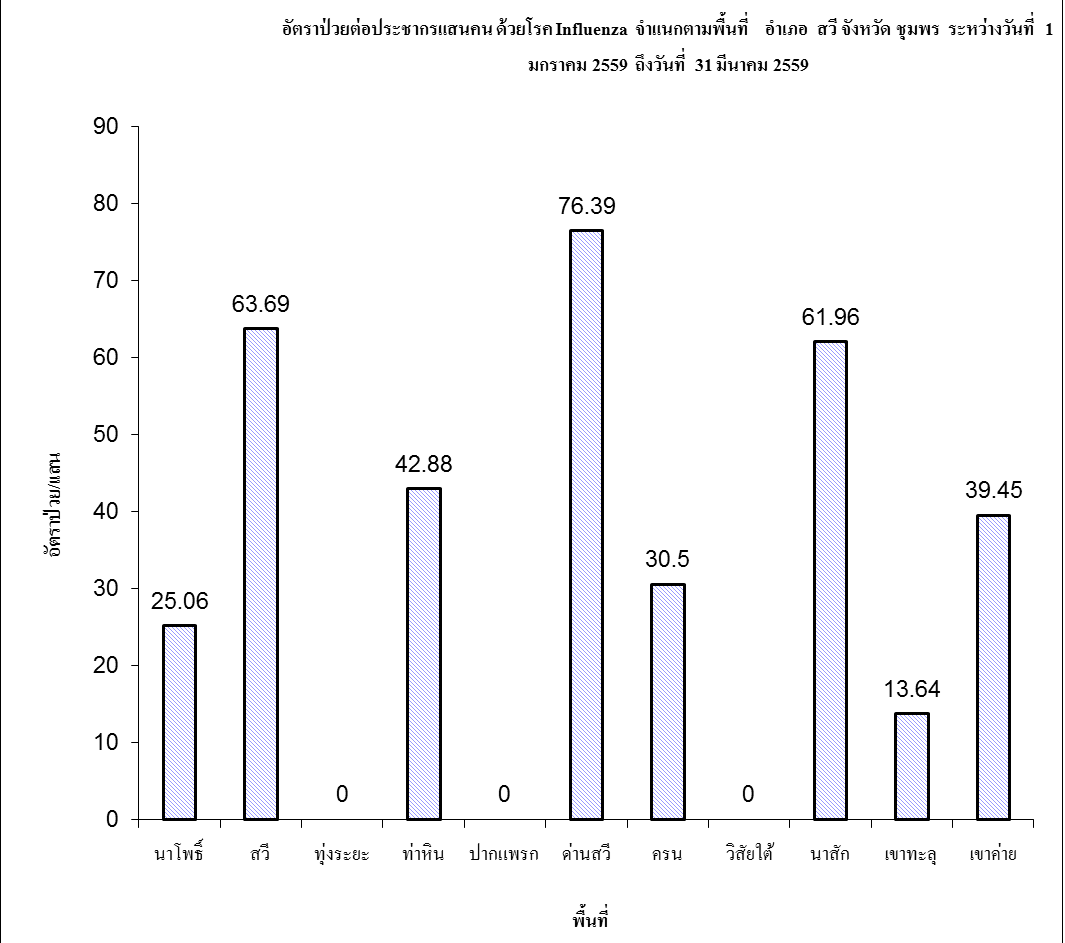 อัตราป่วยต่อประชากรแสนคน ด้วยโรค Influenza จำแนกตามพื้นที่ อำเภอ สวี จังหวัด ชุมพร ระหว่างวันที่ 1
มกราคม 2559 ถึงวันที่ 31 มีนาคม 2559
90
80
70
60
50
40
30
20
10
0
อัตราป่วย/แสน
25.06
63.69
0
42.88
0
76.39
30.5
0
61.96
13.64
39.45
นาโพธิ์
สวี
ทุ่งระยะ
ท่าหิน
ปากแพรก
ด่านสวี
ครน
วิสัยใต้
นาสัก
เขาทะลุ
เขาค่าย
พื้นที่